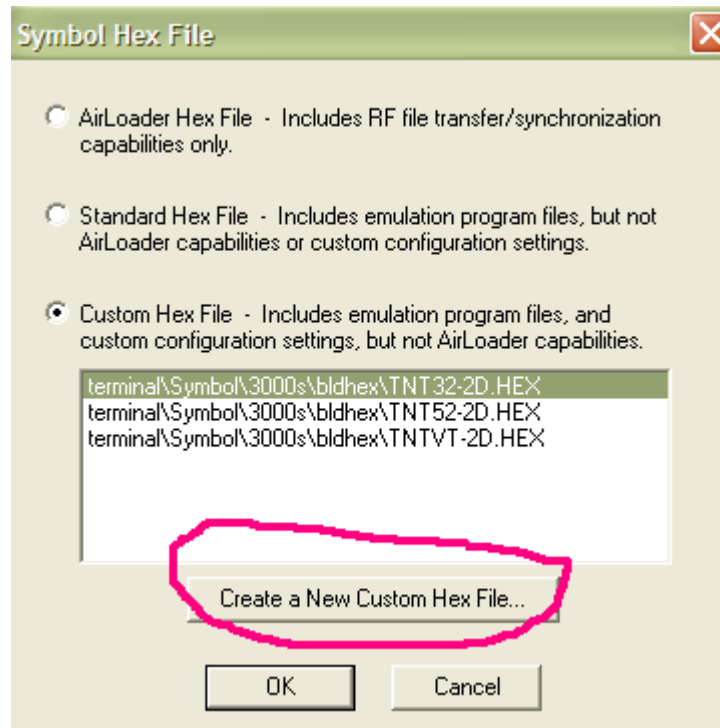 Symbol Hex File
AirLoader Hex File - Includes RF file transfer/synchronization
capabilities only.
Standard Hex File - Includes emulation program files, but not
AirLoader capabilities or custom configuration settings.
Custom Hex File - Includes emulation program files, and
custom configuration settings, but not AirLoader capabilities.
terminal\Symbol\3000s\bldhex\TNT32-2D.HEX
terminal\Symbol\3000s\bldhex\TNT52-2D.HEX
terminal\Symbol\3000s\bldhex\TNTVT-2D.HEX
Create a New Custom Hex File...
OK Cancel